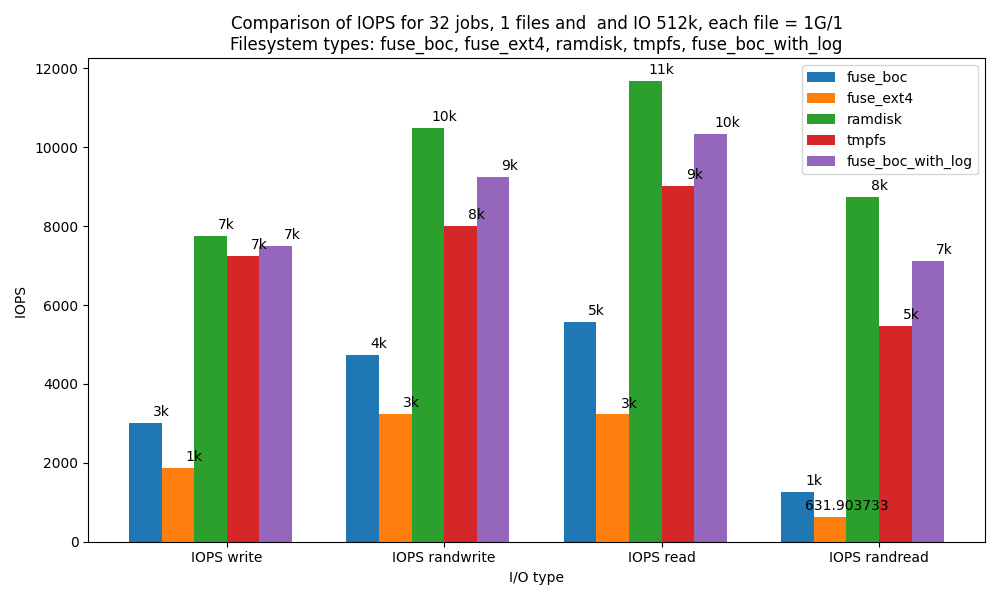 Comparison of IOPS for 32 jobs, 1 files and  and IO 512k, each file = 1G/1
Filesystem types: fuse_boc, fuse_ext4, ramdisk, tmpfs, fuse_boc_with_log
fuse_boc
fuse_ext4
ramdisk
tmpfs
fuse_boc_with_log
IOPS
12000
10000
8000
6000
4000
2000
0
3k
1k
7k
7k
7k
4k
3k
10k
8k
9k
5k
3k
11k
9k
10k
1k
631.903733
8k
5k
7k
IOPS write
IOPS randwrite
IOPS read
IOPS randread
I/O type